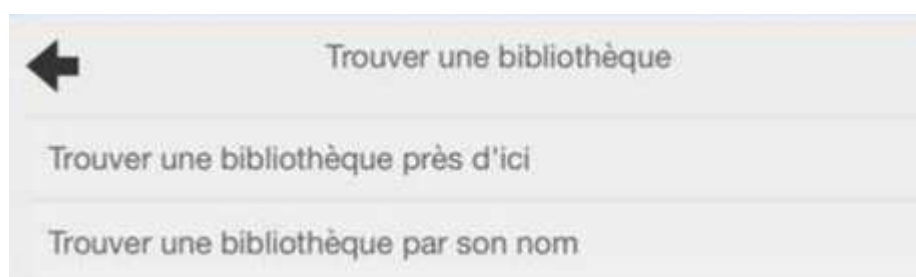 Trouver une bibliothèque
Trouver une bibliothèque près d'ici
Trouver une bibliothèque par son nom